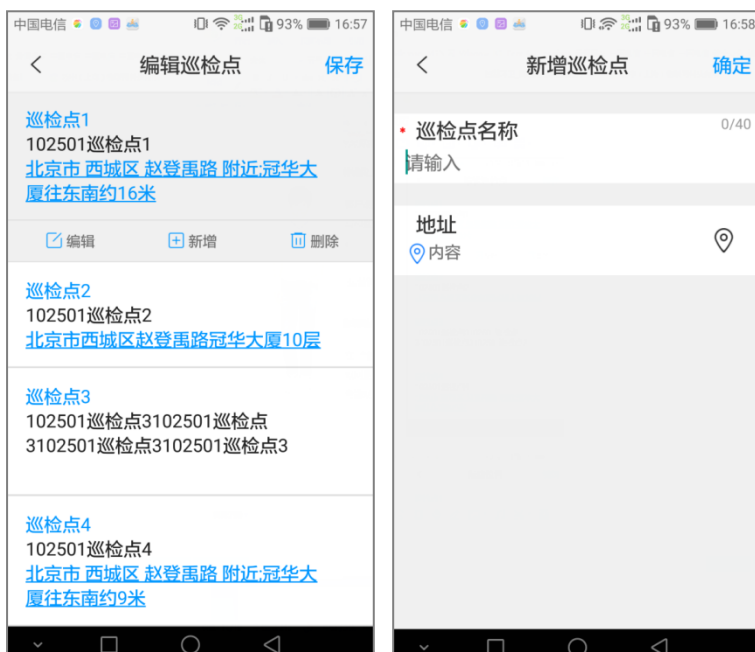 中国电信 93% 16:57
编辑巡检点 保存
巡检点1
102501巡检点1
北京市 西城区 赵登禹路 附近;冠华大
厦往东南约16米
编辑 新增 删除
巡检点2
102501巡检点2
北京市西城区赵登禹路冠华大厦10层
巡检点3
102501巡检点3102501巡检点
3102501巡检点3102501巡检点3
巡检点4
102501巡检点4
北京市 西城区 赵登禹路 附近;冠华大
厦往东南约9米
中国电信 93% 16:58
新增巡检点 确定
* 巡检点名称 0/40
请输入
地址
内容